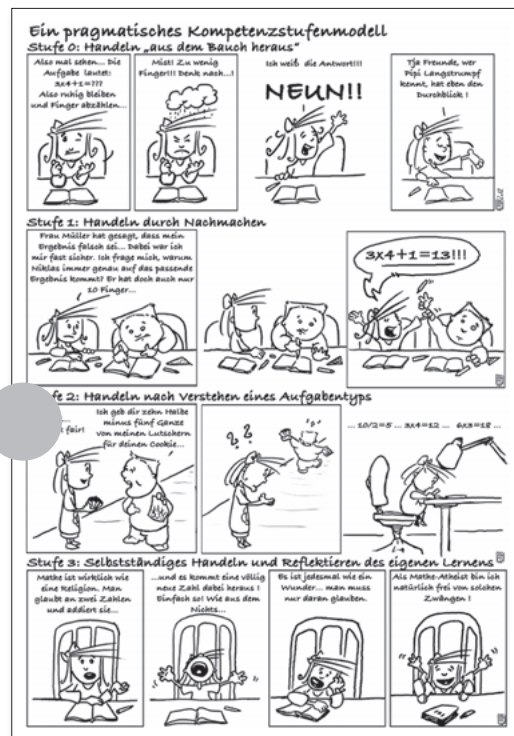 Ein pragmatisches Kompetenzstufenmodell
Stufe 0: Handeln „aus dem Bauch heraus“
Also mal sehen... Die
Aufgabe lautet:
3x4+1=???
Also ruhig bleiben
und Finger abzählen...
Mist! Zu wenig
Finger!!! Denk nach...!
Ich weiß die Antwort!!!
NEUN!!
Tja Freunde, wer
Pipi Langstrumpf
kennt, hat eben den
Durchblick !
Stufe 1: Handeln durch Nachmachen
Frau Müller hat gesagt, dass mein
Ergebnis falsch sei... Dabei war ich
mir fast sicher. Ich frage mich, warum
Niklas immer genau auf das passende
Ergebnis kommt? Er hat doch auch nur
10 Finger...
3x4+1=13!!!
fe 2: Handeln nach Verstehen eines Aufgabentyps
t fair!
Ich geb dir zehn Halbe
minus fünf Ganze
von meinen Lutschern
für deinen Cookie...
? ?
... 10/2=5 ... 3x4=12 ... 6x3=18 ...
Stufe 3: Selbstständiges Handeln und Reflektieren des eigenen Lernens
Mathe ist wirklich wie
eine Religion. Man
glaubt an zwei Zahlen
und addiert sie...
...und es kommt eine völlig
neue Zahl dabei heraus !
Einfach so! Wie aus dem
Nichts...
Es ist jedesmal wie ein
Wunder... man muss
nur daran glauben.
Als Mathe-Atheist bin ich
natürlich frei von solchen
Zwängen !